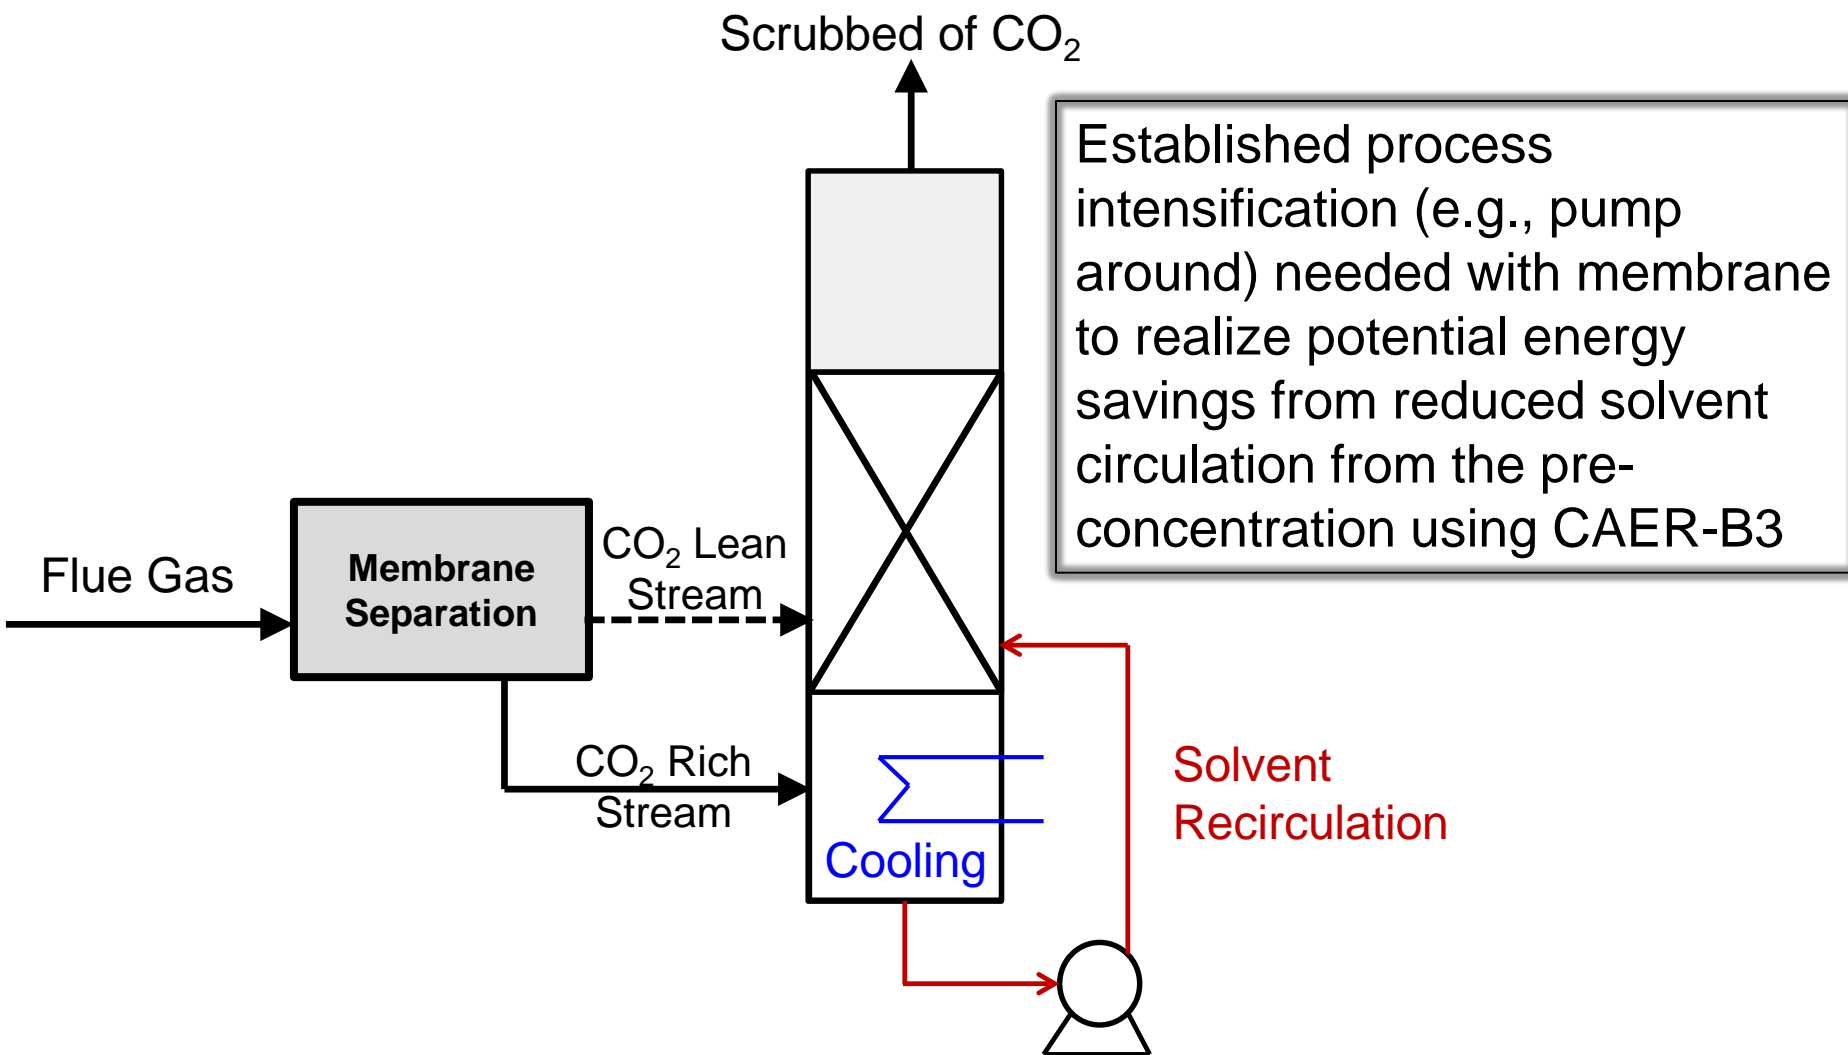 Scrubbed of CO₂
Established process
intensification (e.g., pump
around) needed with membrane
to realize potential energy
savings from reduced solvent
circulation from the pre-
concentration using CAER-B3
Flue Gas
Membrane
Separation
CO₂ Lean
Stream
CO₂ Rich
Stream
Cooling
Solvent
Recirculation